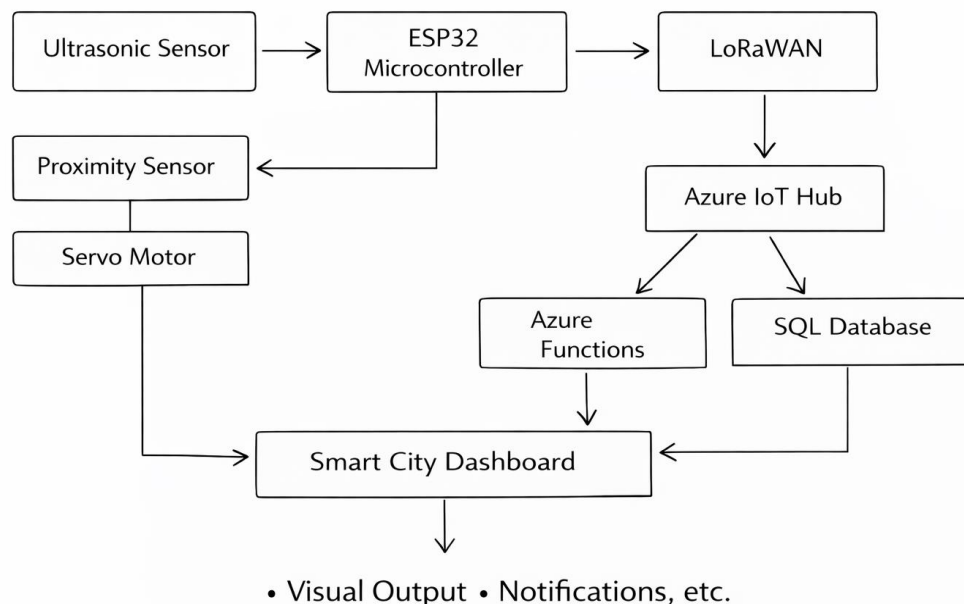 Ultrasonic Sensor
ESP32
Microcontroller
LoRaWAN
Proximity Sensor
Azure IoT Hub
Servo Motor
Azure
Functions
SQL Database
Smart City Dashboard
• Visual Output • Notifications, etc.